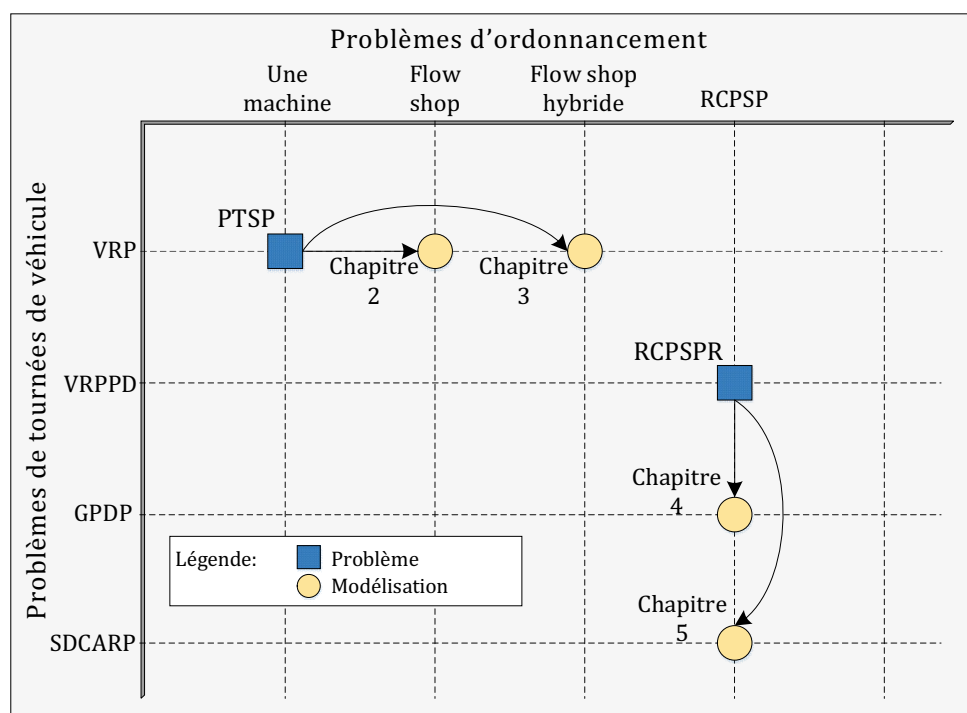 Problèmes d'ordonnancement
Une
machine
Flow
shop
Flow shop
hybride
RCPSP
Problèmes de tournées de véhicule
VRP
VRPPD
GPDP
SDCARP
PTSP
Chapitre
2
Chapitre
3
RCPSPR
Chapitre
4
Chapitre
5
Légende:
Problème
Modélisation